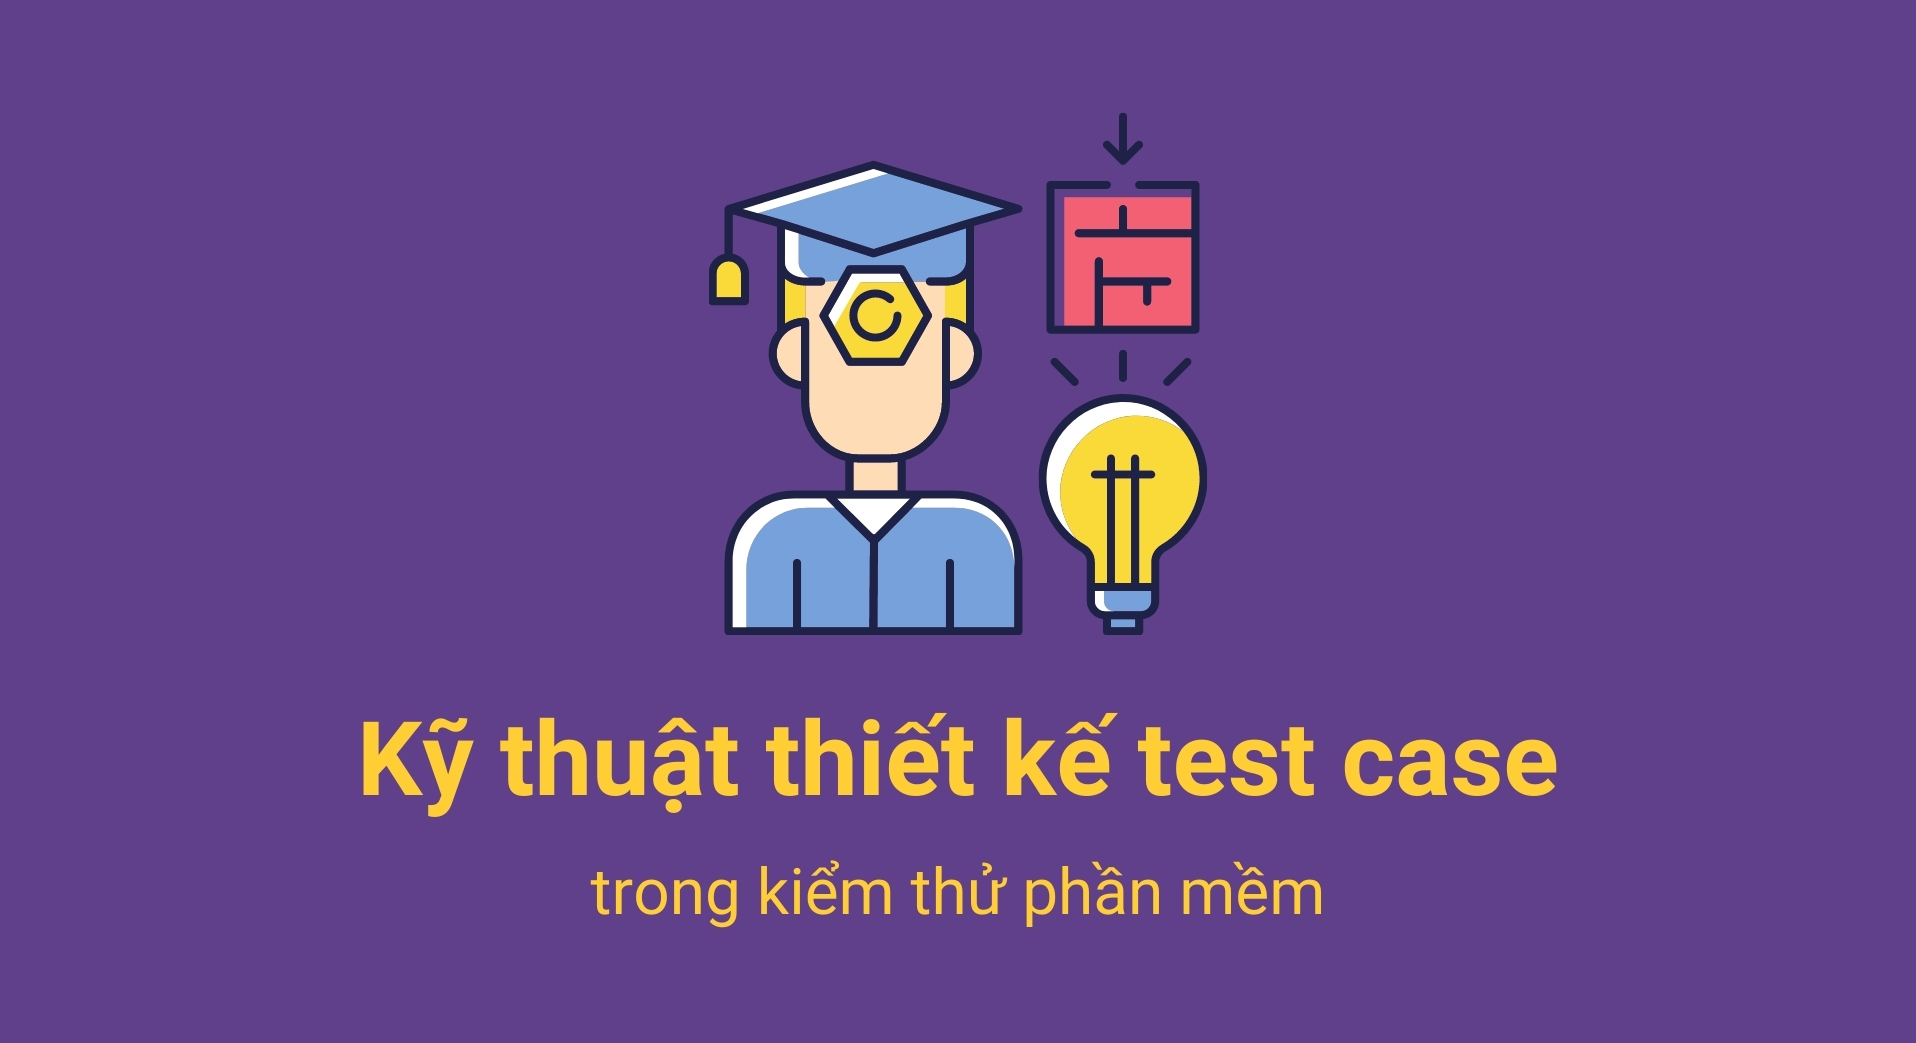 Kỹ thuật thiết kế test case
trong kiểm thử phần mềm